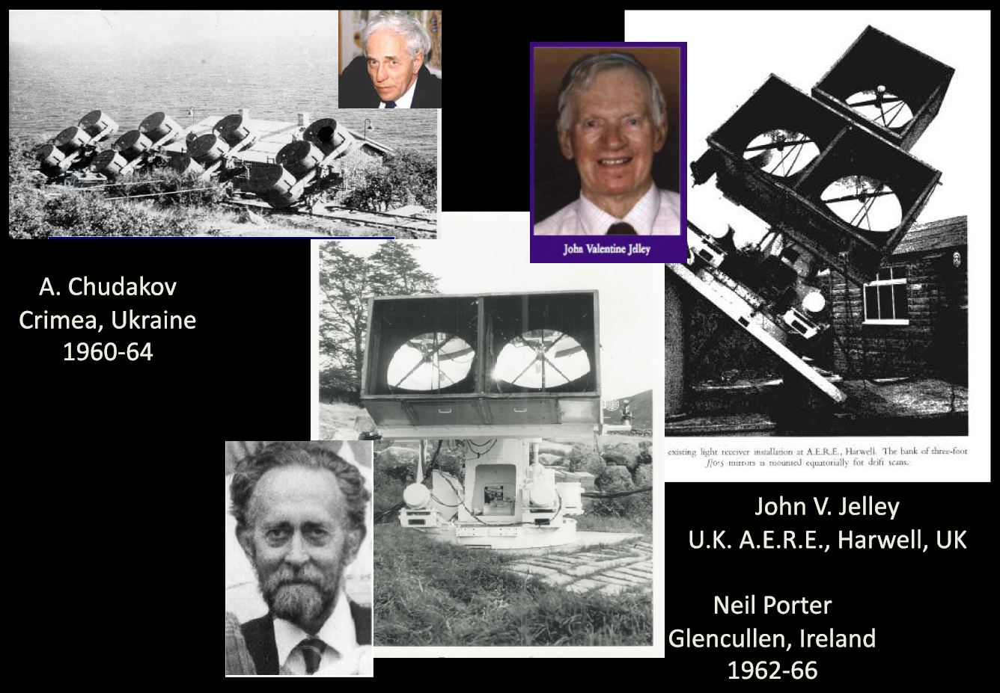 A. Chudakov
Crimea, Ukraine
1960-64
John Valentine Jelley
existing light receiver installation at A.E.R.E., Harwell. The bank of three-foot
f/0·5 mirrors is mounted equatorially for drift scans.
John V. Jelley
U.K. A.E.R.E., Harwell, UK
Neil Porter
Glencullen, Ireland
1962-66